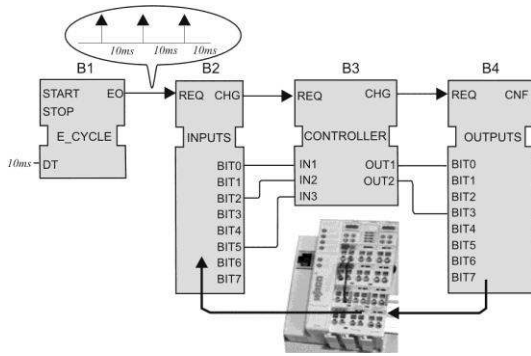 10ms 10ms 10ms
B1
START EO
STOP
E_CYCLE
10ms DT
B2
REQ CHG
INPUTS
BIT0
BIT1
BIT2
BIT3
BIT4
BIT5
BIT6
BIT7
B3
REQ CHG
CONTROLLER
IN1 OUT1
IN2 OUT2
IN3
B4
REQ CNF
OUTPUTS
BIT0
BIT1
BIT2
BIT3
BIT4
BIT5
BIT6
BIT7